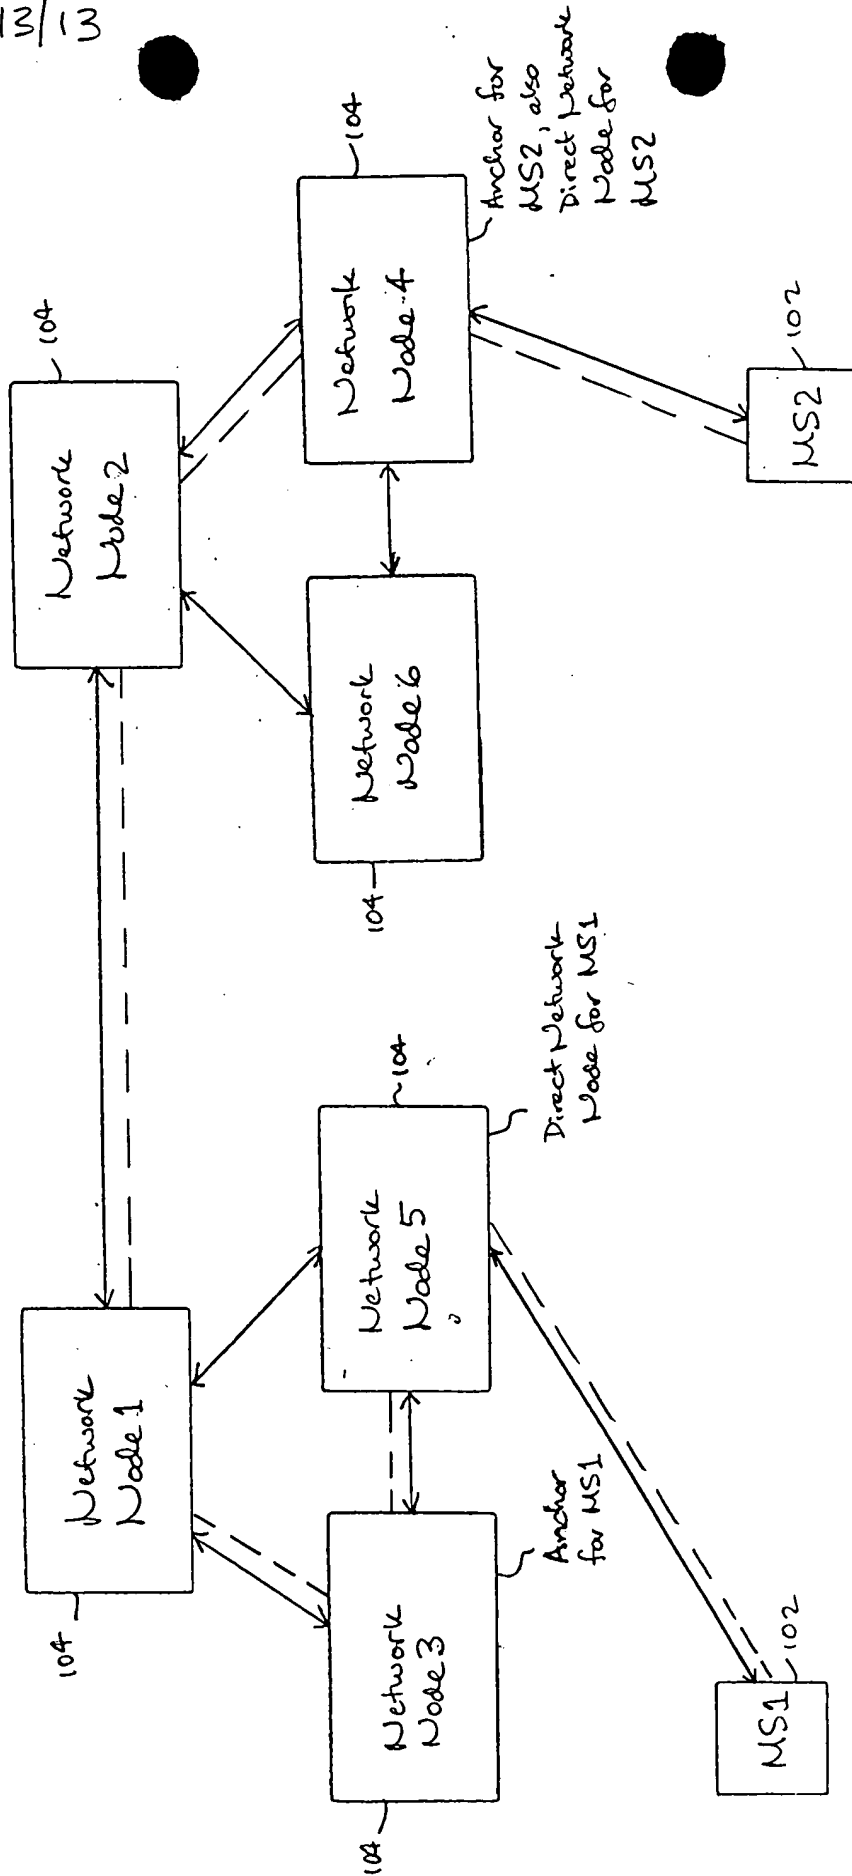 13/13
104
Network
Node 1
104
Network
Node 2
104
Network
Node 3
Anchor
for MS1
104
Network
Node 5
Direct Network
Node for MS1
104
Network
Node 6
104
Network
Node 4
Anchor for
MS2, also
Direct Network
Node for
MS2
MS1
102
MS2
102